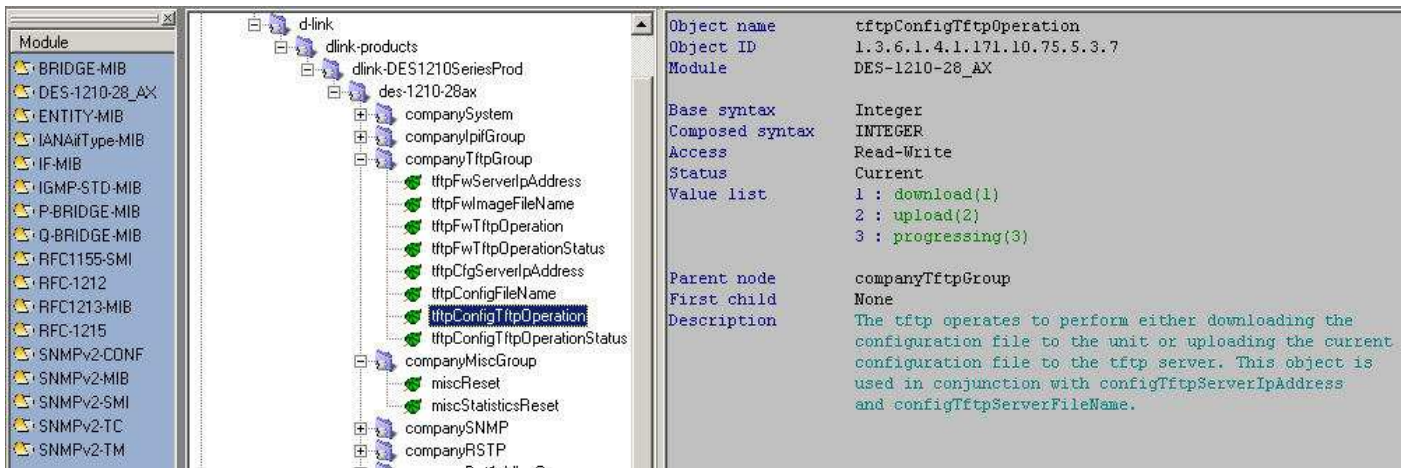 Module
BRIDGE-MIB
DES-1210-28_AX
ENTITY-MIB
IANAifType-MIB
IF-MIB
IGMP-STD-MIB
P-BRIDGE-MIB
Q-BRIDGE-MIB
RFC1155-SMI
RFC-1212
RFC1213-MIB
RFC-1215
SNMPv2-CONF
SNMPv2-MIB
SNMPv2-SMI
SNMPv2-TC
SNMPv2-TM
d-link
dlink-products
dlink-DES1210SeriesProd
des-1210-28ax
companySystem
companyIpifGroup
companyTftpGroup
tftpFwServerIpAddress
tftpFwImageFileName
tftpFwTftpOperation
tftpFwTftpOperationStatus
tftpCfgServerIpAddress
tftpConfigFileName
tftpConfigTftpOperation
tftpConfigTftpOperationStatus
companyMiscGroup
miscReset
miscStatisticsReset
companySNMP
companyRSTP
Object name tftpConfigTftpOperation
Object ID 1.3.6.1.4.1.171.10.75.5.3.7
Module DES-1210-28_AX
Base syntax Integer
Composed syntax INTEGER
Access Read-Write
Status Current
Value list 1 : download(1)
2 : upload(2)
3 : progressing(3)
Parent node companyTftpGroup
First child None
Description The tftp operates to perform either downloading the
configuration file to the unit or uploading the current
configuration file to the tftp server. This object is
used in conjunction with configTftpServerIpAddress
and configTftpServerFileName.